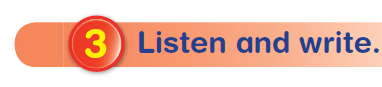 3 Listen and write.